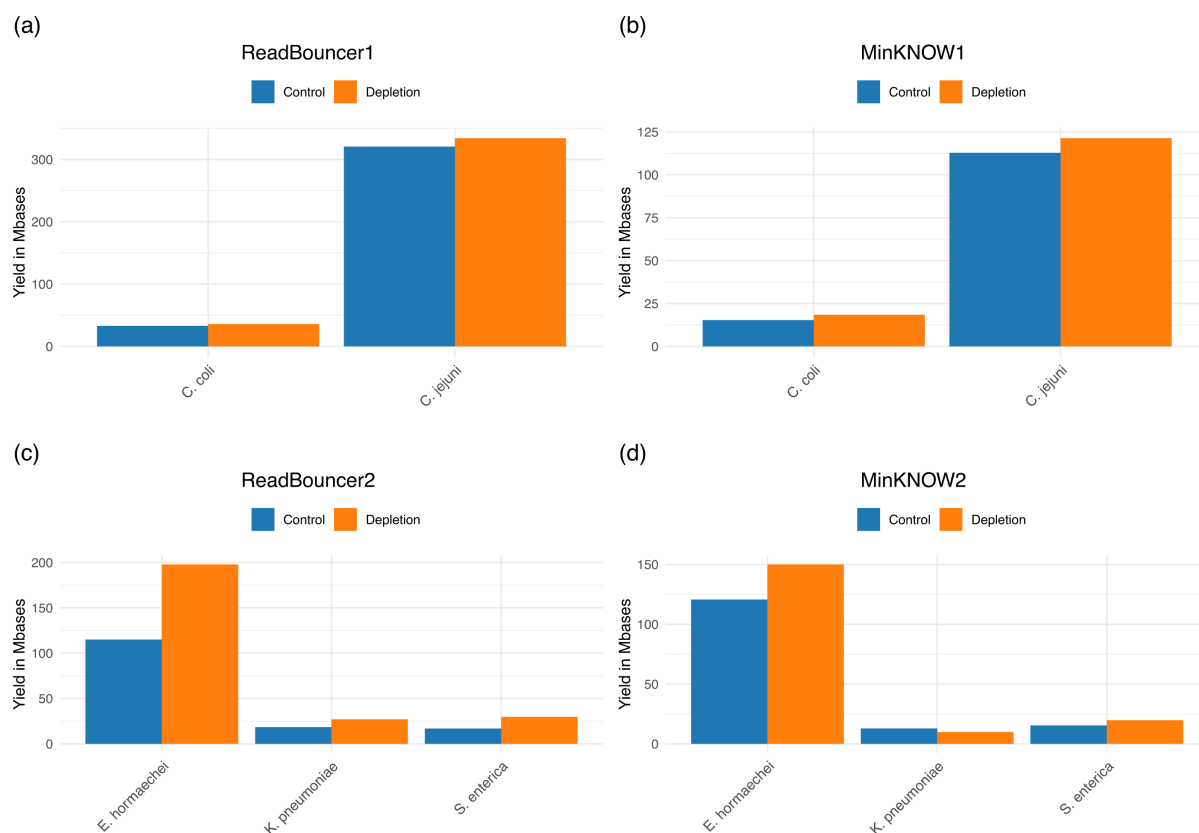 (a)
ReadBouncer1
Control Depletion
Yield in Mbases
300
200
100
0
C. coli
C. jejuni
(b)
MinKNOW1
Control Depletion
Yield in Mbases
125
100
75
50
25
0
C. coli
C. jejuni
(c)
ReadBouncer2
Control Depletion
Yield in Mbases
200
150
100
50
0
E. hormaechei
K. pneumoniae
S. enterica
(d)
MinKNOW2
Control Depletion
Yield in Mbases
150
100
50
0
E. hormaechei
K. pneumoniae
S. enterica